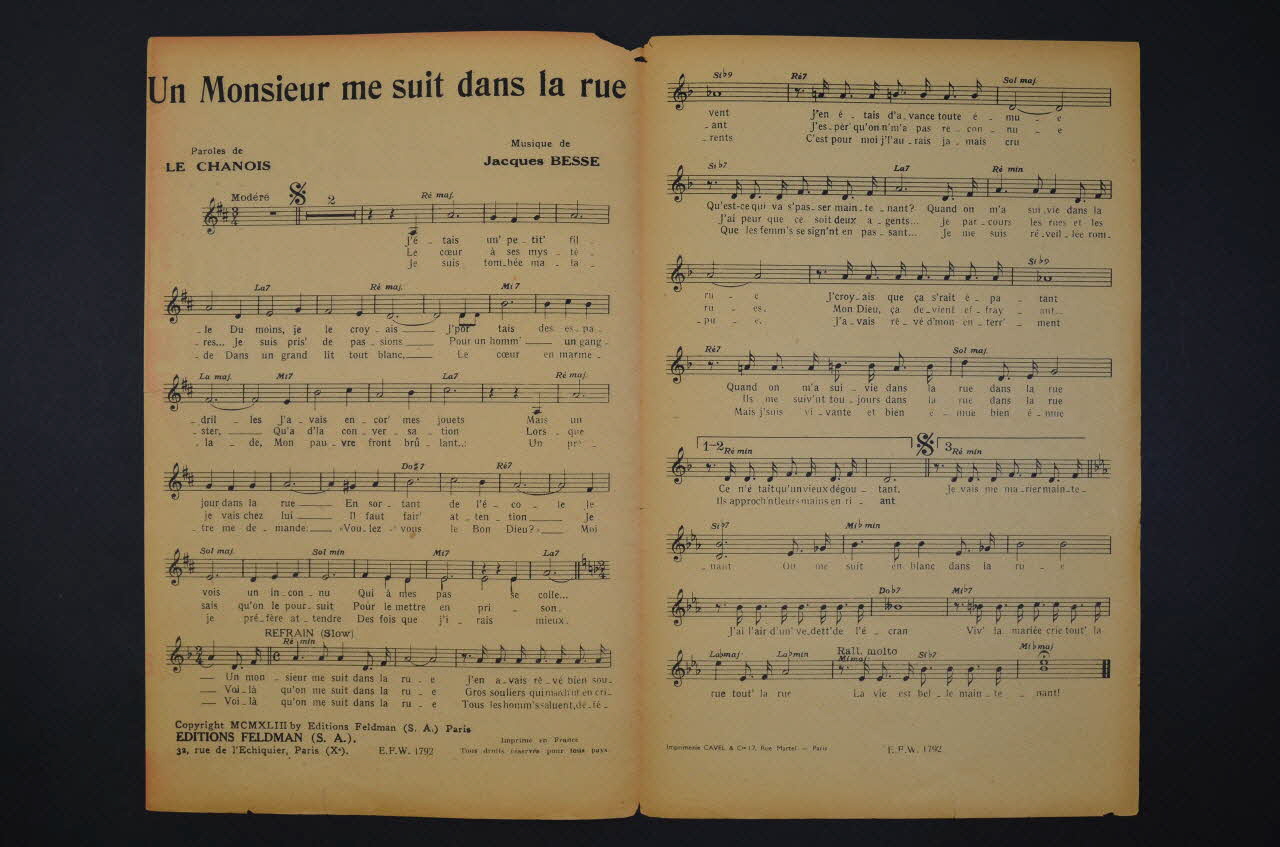 Un Monsieur me suit dans la rue
Paroles de
LE CHANOIS
Musique de
Jacques BESSE
Modéré
2
Ré maj.
J'é - tais un' pe - tit' fil -
Le cœur à ses mys - té -
Je suis tom - bée ma - la -
La7 Ré maj. Mi7
- le Du moins, je le croy - ais J'por - tais des es - pa -
- res... Je suis pris' de pas - sions Pour un homm' un gang -
- de Dans un grand lit tout blanc, Le cœur en marme -
La maj. Mi7 La7 Ré maj.
- dril - les J'a - vais en - cor' mes jouets Mais un
- ster, Qu'a d'la con - ver - sa - tion Lors - que
- la - de, Mon pau - vre front brû - lant... Un prê -
Do#7 Ré7
jour dans la rue En sor - tant de l'é - co - le Je
je vais chez lui Il faut fair' at - ten - tion Je
- tre me de - mande: «Vou - lez - vous le Bon Dieu?» Moi
Sol maj. Sol min Mi7 La7
vois un in - con - nu Qui à mes pas se colle...
sais qu'on le pour - suit Pour le mettre en pri - son.
je pré - fère at - tendre Des fois que j'i - rais mieux.
REFRAIN (Slow)
Ré min
Un mon - sieur me suit dans la ru - e J'en a - vais rê - vé bien sou -
Voi - là qu'on me suit dans la ru - e Gros souliers qui marchent en cri -
Voi - là qu'on me suit dans la ru - e Tous les homm's saluent, dé - fé -
Copyright MCMXLIII by Editions Feldman (S. A.) Paris
EDITIONS FELDMAN (S. A.).
32, rue de l'Echiquier, Paris (Xe). E.F.W. 1792
Imprimé en France
Tous droits réservés pour tous pays.
Si♭9 Ré7 Sol maj.
vent J'en é - tais d'a - vance toute é - mu - e
- ant J'es - pèr' qu'on n'm'a pas re - con - nu - e
- rents C'est pour moi j'l'au - rais ja - mais cru
Si♭7 La7 Ré min
Qu'est-ce qui va s'pas - ser main - te - nant? Quand on m'a sui - vie dans la
J'ai peur que ce soit deux a - gents... Je par - cours les rues et les
Que les femm's se sign'nt en pas - sant... Je me suis ré - veil - lée rom -
Si♭9
ru - e J'croy - ais que ça s'rait é - pa - tant
ru - es, Mon Dieu, ça de - vient ef - fray - ant...
- pu - e, J'a - vais rê - vé d'mon en - terr' - ment
Ré7 Sol maj.
Quand on m'a sui - vie dans la rue dans la rue
Ils me suiv'nt tou - jours dans la rue dans la rue
Mais j'suis vi - vante et bien é - mue bien é - mue
1-2 Ré min 3 Ré min
Ce n'é - tait qu'un vieux dégou - tant, Je vais me ma - rier main - te -
Ils approch'nt leurs mains en ri - ant
Si♭7 Mi♭min
- nant On me suit en blanc dans la ru - e
Do♭7 Mi♭7
J'ai l'air d'un' ve - dett' de l'é - cran Viv' la mariée crie tout' la
La♭maj La♭min Rall. molto Mi maj Si♭7 Mi♭maj
rue tout' la rue La vie est bel - le main - te - nant!
Imprimerie CAVEL & Cie 17, Rue Martel — Paris E.F.W. 1792